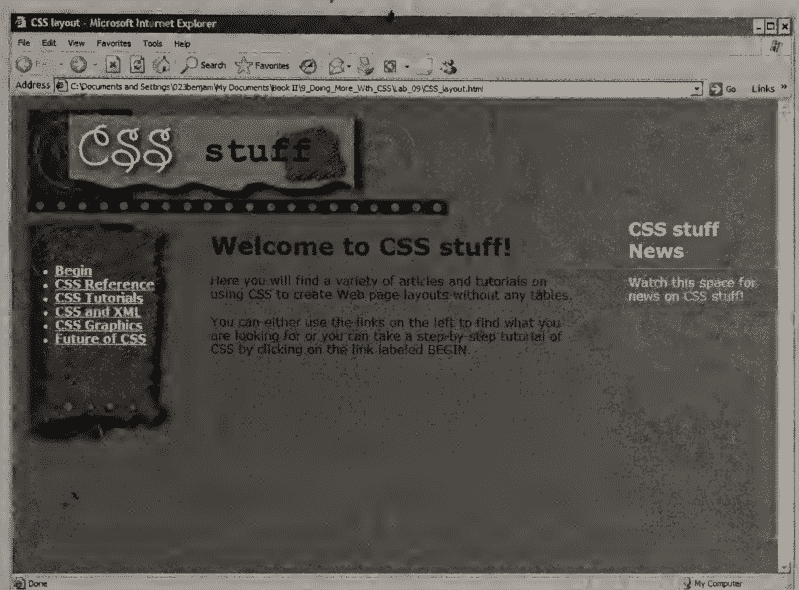 CSS layout - Microsoft Internet Explorer
File Edit View Favorites Tools Help
Search Favorites
Address C:\Documents and Settings\023benjam\My Documents\Book II\9_Doing_More_With_CSS\Lab_09\CSS_layout.html Go Links »
CSS stuff
Begin
CSS Reference
CSS Tutorials
CSS and XML
CSS Graphics
Future of CSS
Welcome to CSS stuff!
Here you will find a variety of articles and tutorials on
using CSS to create Web page layouts without any tables.
You can either use the links on the left to find what you
are looking for or you can take a step-by-step tutorial of
CSS by clicking on the link labeled BEGIN.
CSS stuff
News
Watch this space for
news on CSS stuff!
Done My Computer